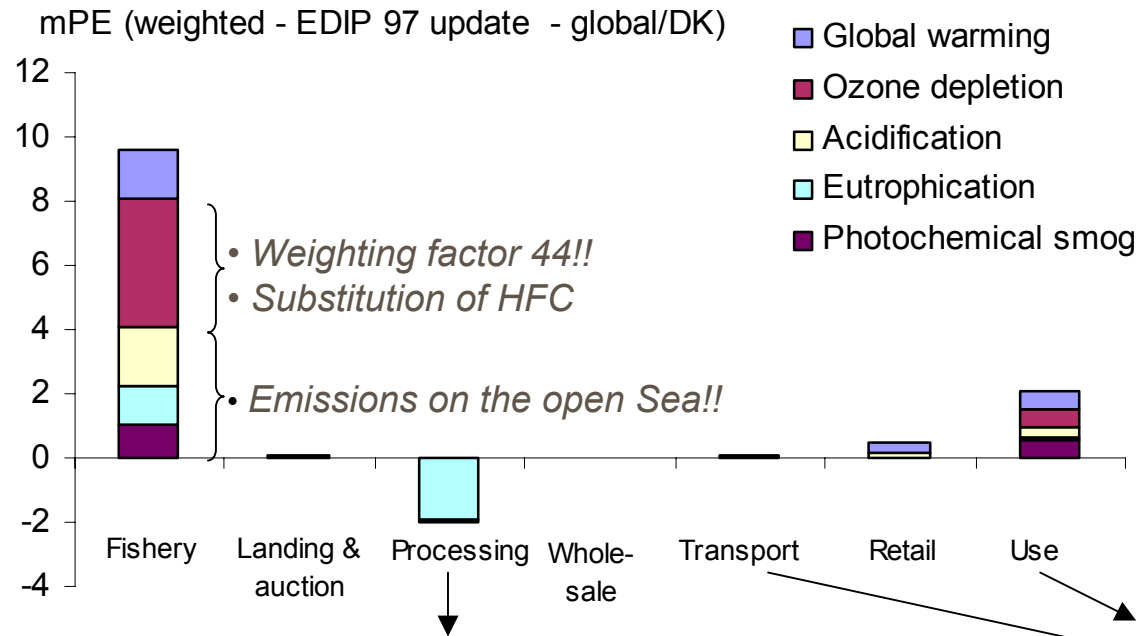 mPE (weighted - EDIP 97 update  - global/DK)
Global warming
Ozone depletion
Acidification
Eutrophication
Photochemical smog
12
10
8
6
4
2
0
-2
-4
• Weighting factor 44!!
• Substitution of HFC
• Emissions on the open Sea!!
Fishery
Landing &
auction
Processing
Whole-
sale
Transport
Retail
Use